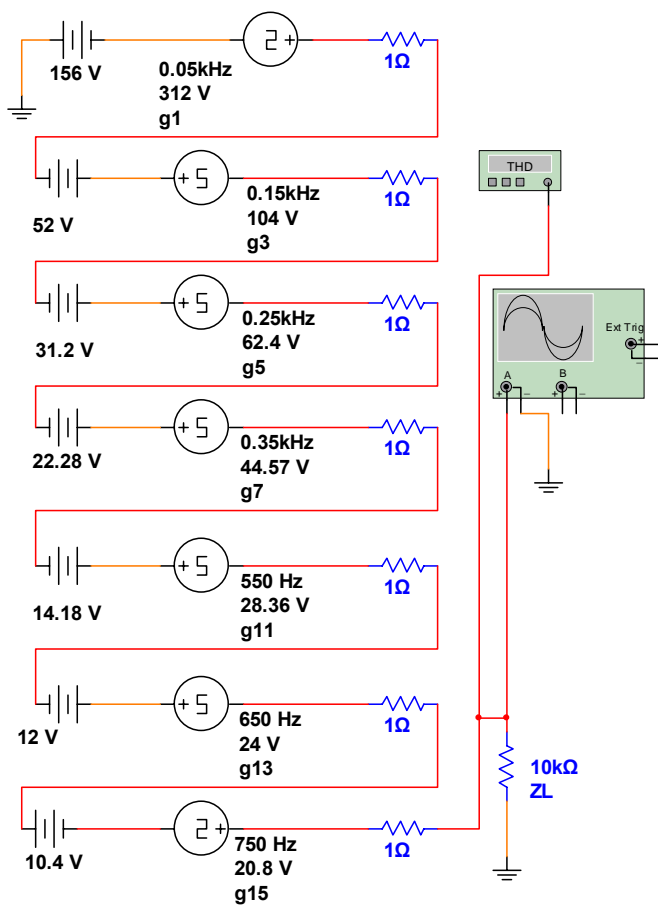 156 V
0.05kHz
312 V
g1
1Ω
52 V
0.15kHz
104 V
g3
1Ω
THD
31.2 V
0.25kHz
62.4 V
g5
1Ω
Ext Trig
+
−
A
B
+ −
+ −
22.28 V
0.35kHz
44.57 V
g7
1Ω
14.18 V
550 Hz
28.36 V
g11
1Ω
12 V
650 Hz
24 V
g13
1Ω
10kΩ
ZL
10.4 V
750 Hz
20.8 V
g15
1Ω